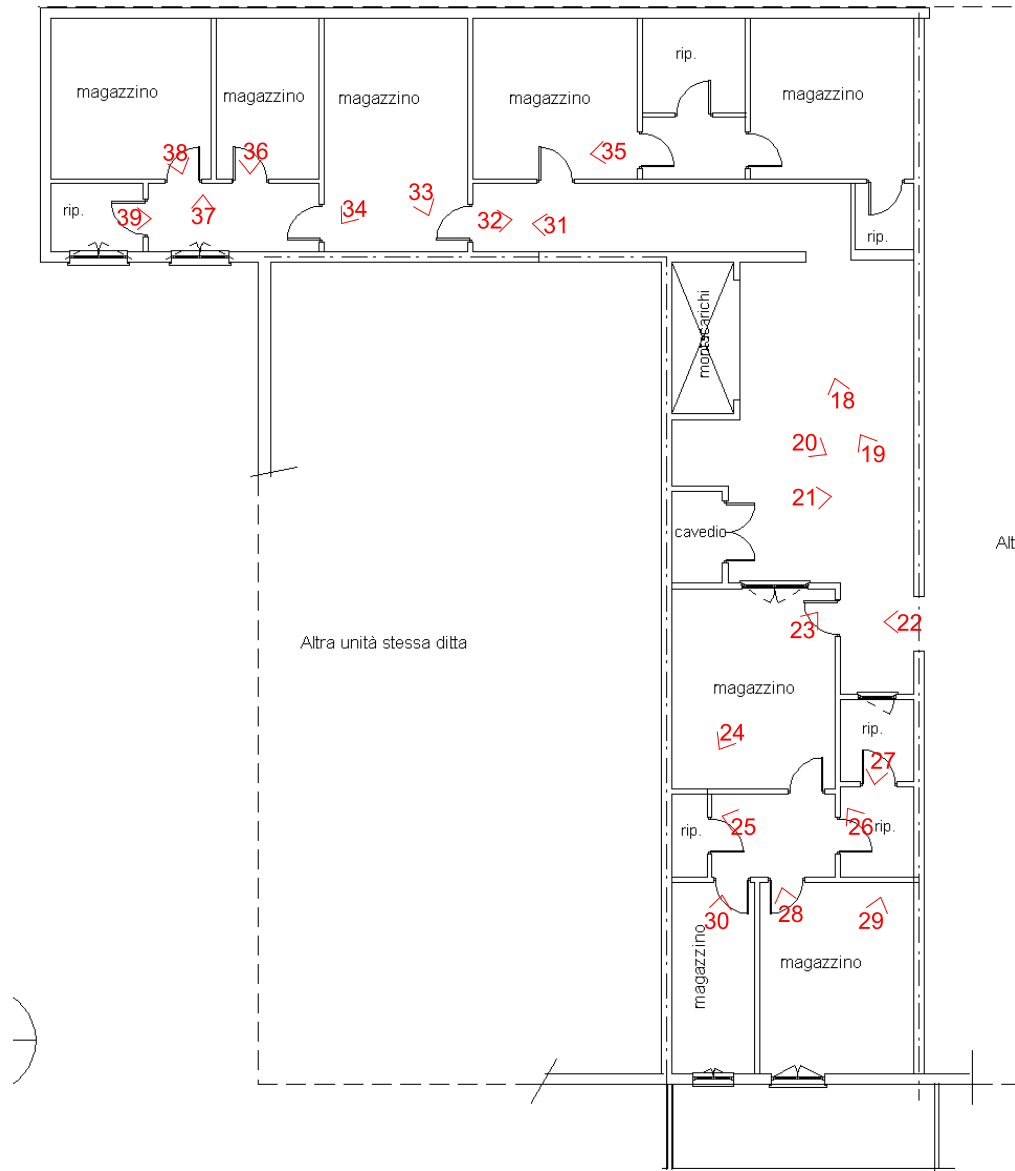 rip.
magazzino
magazzino
magazzino
magazzino
magazzino
38
36
35
rip.
39
37
34
33
32
31
rip.
montacarichi
18
20
19
21
cavedio
Alt
23
22
Altra unità stessa ditta
magazzino
24
rip.
27
25
26
rip.
rip.
30
28
29
magazzino
magazzino